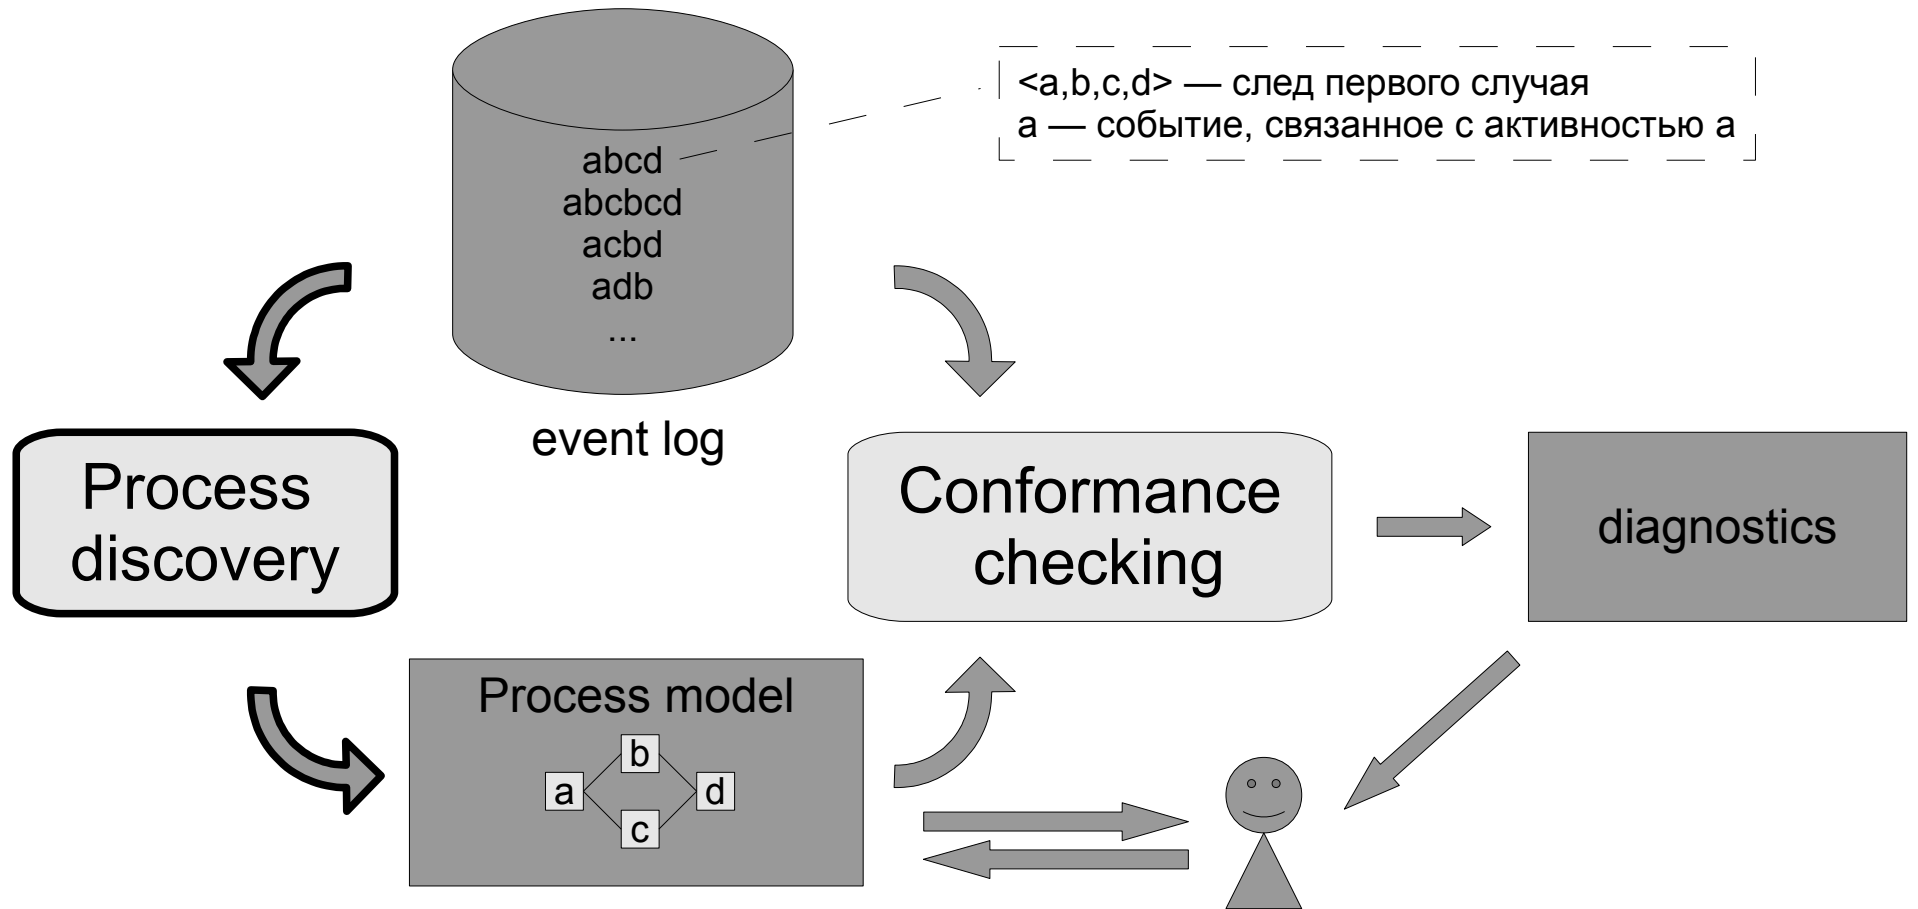 <a,b,c,d> — след первого случая
a — событие, связанное с активностью a
abcd
abcbcd
acbd
adb
...
event log
Process
discovery
Conformance
checking
diagnostics
Process model
b
a
d
c